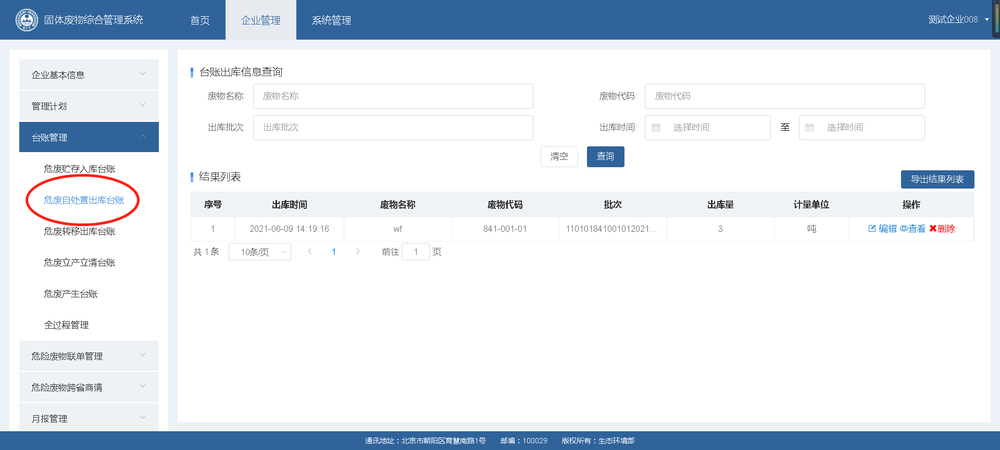 固体废物综合管理系统 首页 企业管理 系统管理 测试企业008
企业基本信息
管理计划
台账管理
危废贮存入库台账
危废自处置出库台账
危废转移出库台账
危废立产立清台账
危废产生台账
全过程管理
危险废物联单管理
危险废物跨省商请
月报管理
台账出库信息查询
废物名称: 废物名称 废物代码: 废物代码
出库批次: 出库批次 出库时间: 选择时间 至 选择时间
清空 查询
结果列表 导出结果列表
序号 出库时间 废物名称 废物代码 批次 出库量 计量单位 操作
1 2021-06-09 14:19:16 wf 841-001-01 110101841001012021... 3 吨 编辑 查看 删除
共 1 条 10条/页 1 前往 1 页
通讯地址：北京市朝阳区育慧南路1号 邮编：100029 版权所有：生态环境部